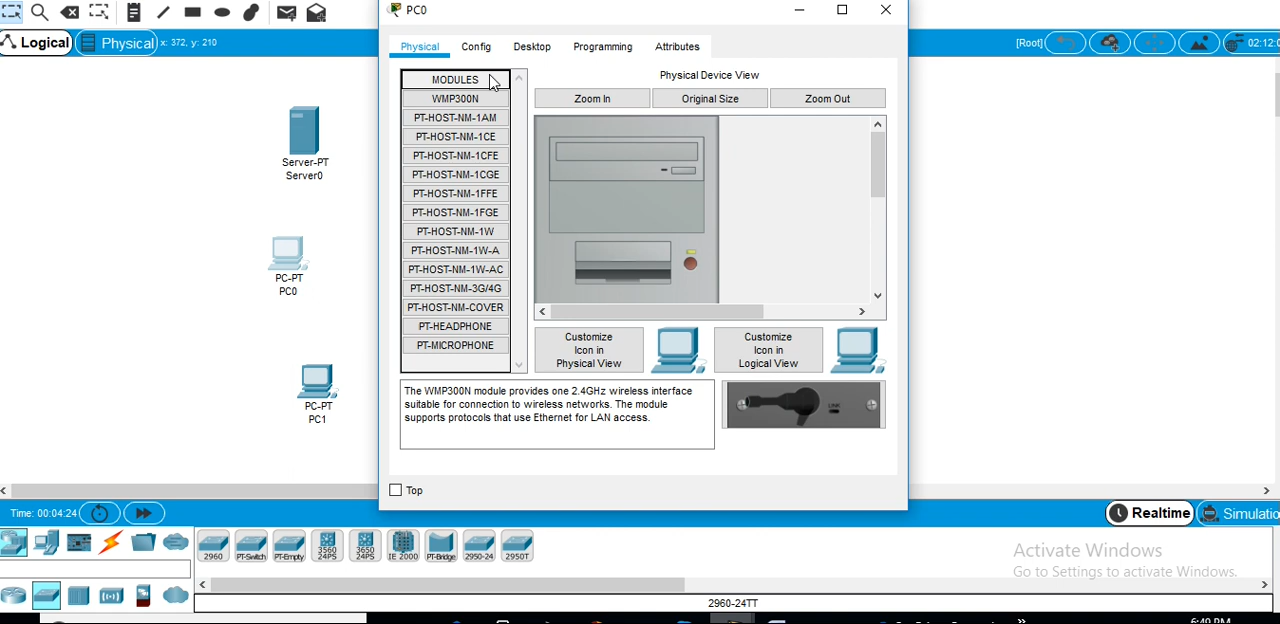 PC0
Logical
Physical
x: 372, y: 210
[Root]
02:12:0
Physical
Config
Desktop
Programming
Attributes
MODULES
WMP300N
PT-HOST-NM-1AM
PT-HOST-NM-1CE
PT-HOST-NM-1CFE
PT-HOST-NM-1CGE
PT-HOST-NM-1FFE
PT-HOST-NM-1FGE
PT-HOST-NM-1W
PT-HOST-NM-1W-A
PT-HOST-NM-1W-AC
PT-HOST-NM-3G/4G
PT-HOST-NM-COVER
PT-HEADPHONE
PT-MICROPHONE
Physical Device View
Zoom In
Original Size
Zoom Out
Server-PT
Server0
PC-PT
PC0
PC-PT
PC1
Customize
Icon in
Physical View
Customize
Icon in
Logical View
The WMP300N module provides one 2.4GHz wireless interface
suitable for connection to wireless networks. The module
supports protocols that use Ethernet for LAN access.
LINK
Top
Time: 00:04:24
Realtime
Simulatio
2960
PT-Switch
PT-Empty
3560
24PS
3650
24PS
IE 2000
PT-Bridge
2950-24
2950T
Activate Windows
Go to Settings to activate Windows.
2960-24TT
6:49 PM